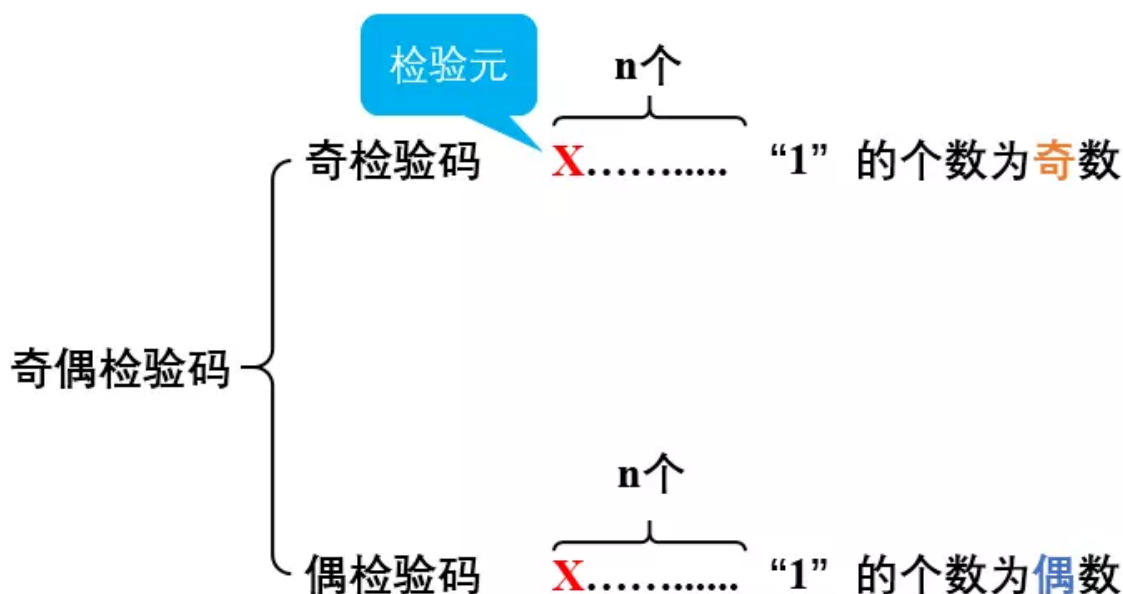 检验元
n个
奇检验码 X…….….. “1” 的个数为奇数
奇偶检验码
n个
偶检验码 X……....... “1” 的个数为偶数